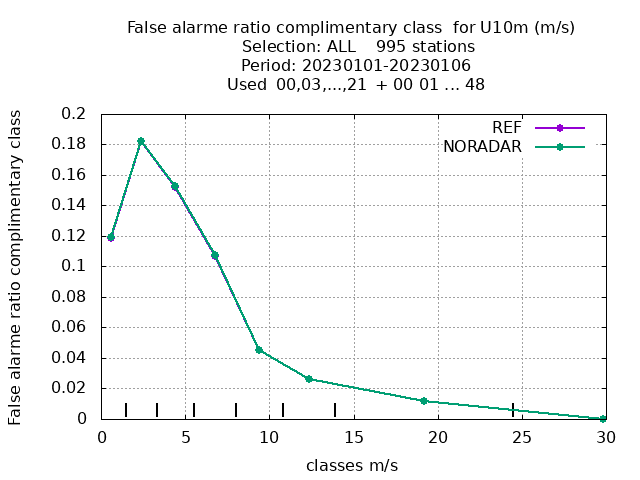 False alarme ratio complimentary class  for U10m (m/s)
Selection: ALL    995 stations
Period: 20230101-20230106
Used  00,03,...,21  + 00 01 ... 48
False alarme ratio complimentary class
0.2
0.18
0.16
0.14
0.12
0.1
0.08
0.06
0.04
0.02
0
REF
NORADAR
0 5 10 15 20 25 30
classes m/s